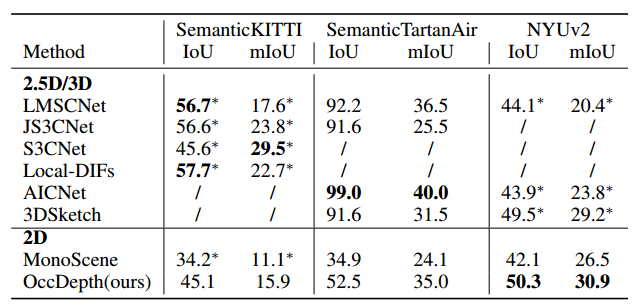 SemanticKITTI SemanticTartanAir NYUv2
Method IoU mIoU IoU mIoU IoU mIoU
2.5D/3D
LMSCNet 56.7* 17.6* 92.2 36.5 44.1* 20.4*
JS3CNet 56.6* 23.8* 91.6 25.5 / /
S3CNet 45.6* 29.5* / / / /
Local-DIFs 57.7* 22.7* / / / /
AICNet / / 99.0 40.0 43.9* 23.8*
3DSketch / / 91.6 31.5 49.5* 29.2*
2D
MonoScene 34.2* 11.1* 34.9 24.1 42.1 26.5
OccDepth(ours) 45.1 15.9 52.5 35.0 50.3 30.9